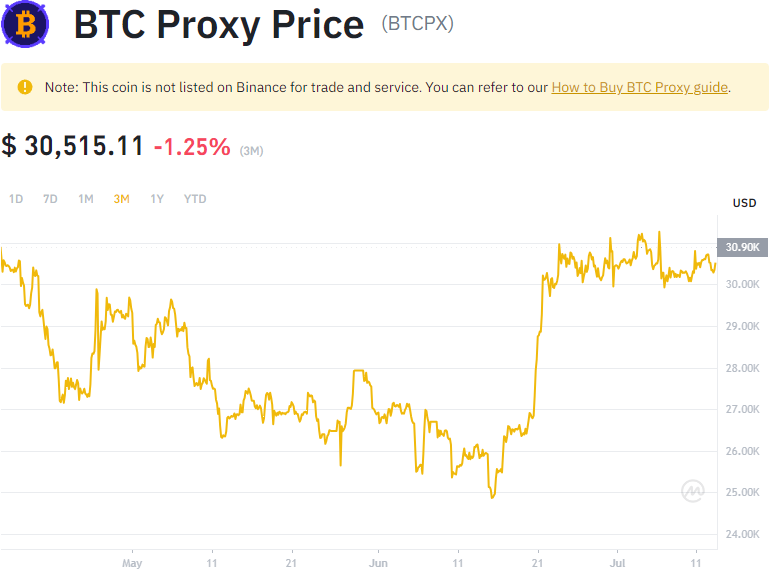 BTC Proxy Price (BTCPX)
Note: This coin is not listed on Binance for trade and service. You can refer to our How to Buy BTC Proxy guide.
$ 30,515.11 -1.25% (3M)
1D 7D 1M 3M 1Y YTD
USD
30.90K
30.00K
29.00K
28.00K
27.00K
26.00K
25.00K
24.00K
May 11 21 Jun 11 21 Jul 11